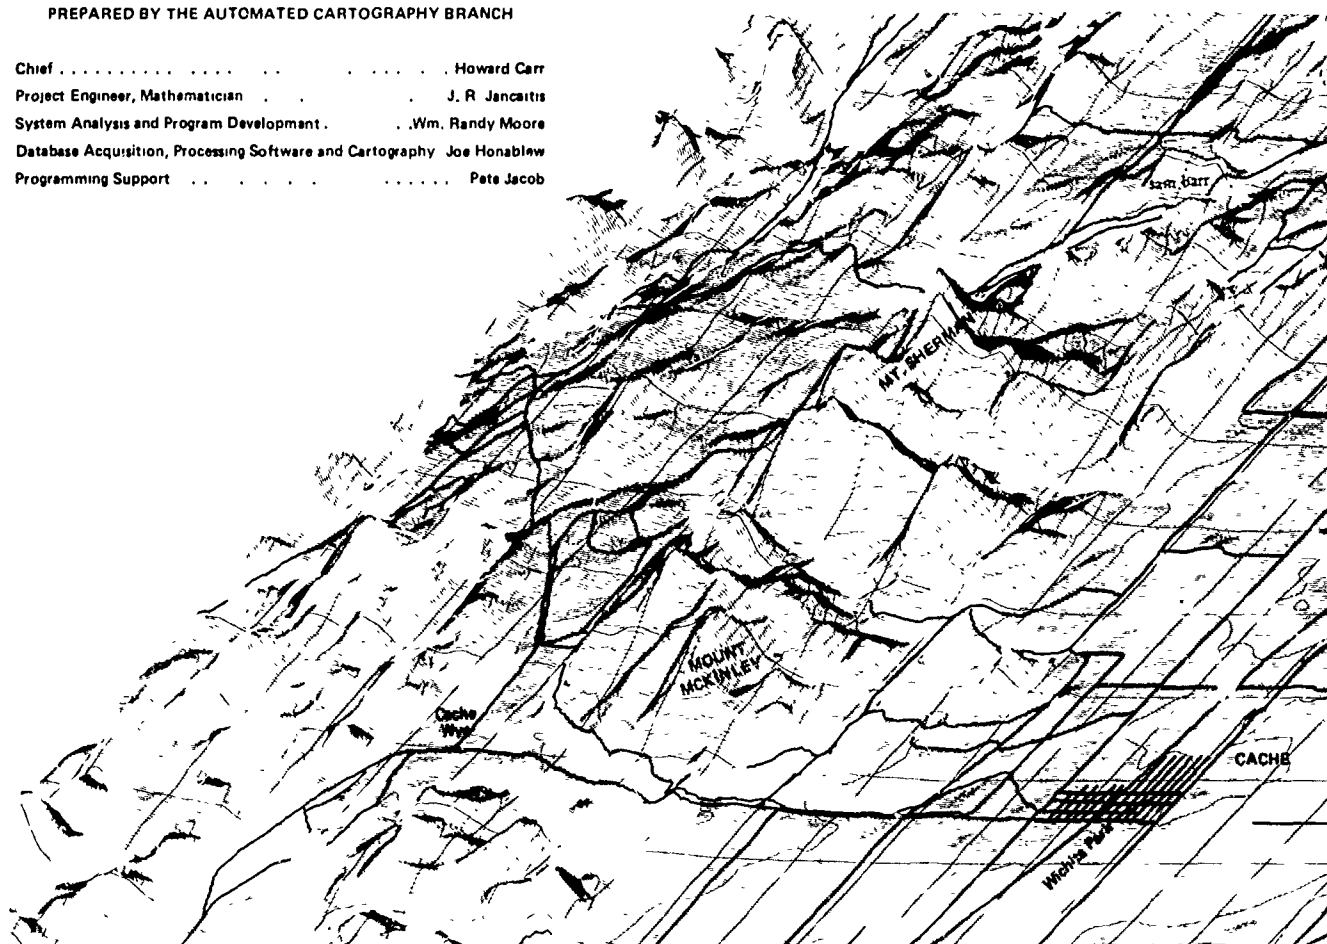 PREPARED BY THE AUTOMATED CARTOGRAPHY BRANCH
Chief . . . . . . . . . . . . . . . . . . . . . . . Howard Carr
Project Engineer, Mathematician . . . J. R. Jancaitis
System Analysis and Program Development . . . Wm. Randy Moore
Database Acquisition, Processing Software and Cartography Joe Honablew
Programming Support . . . . . . . . . . . . Pete Jacob
MT. SHERMAN
MOUNT
MCKINLEY
Cache
Wye
CACHE
Wichita Park